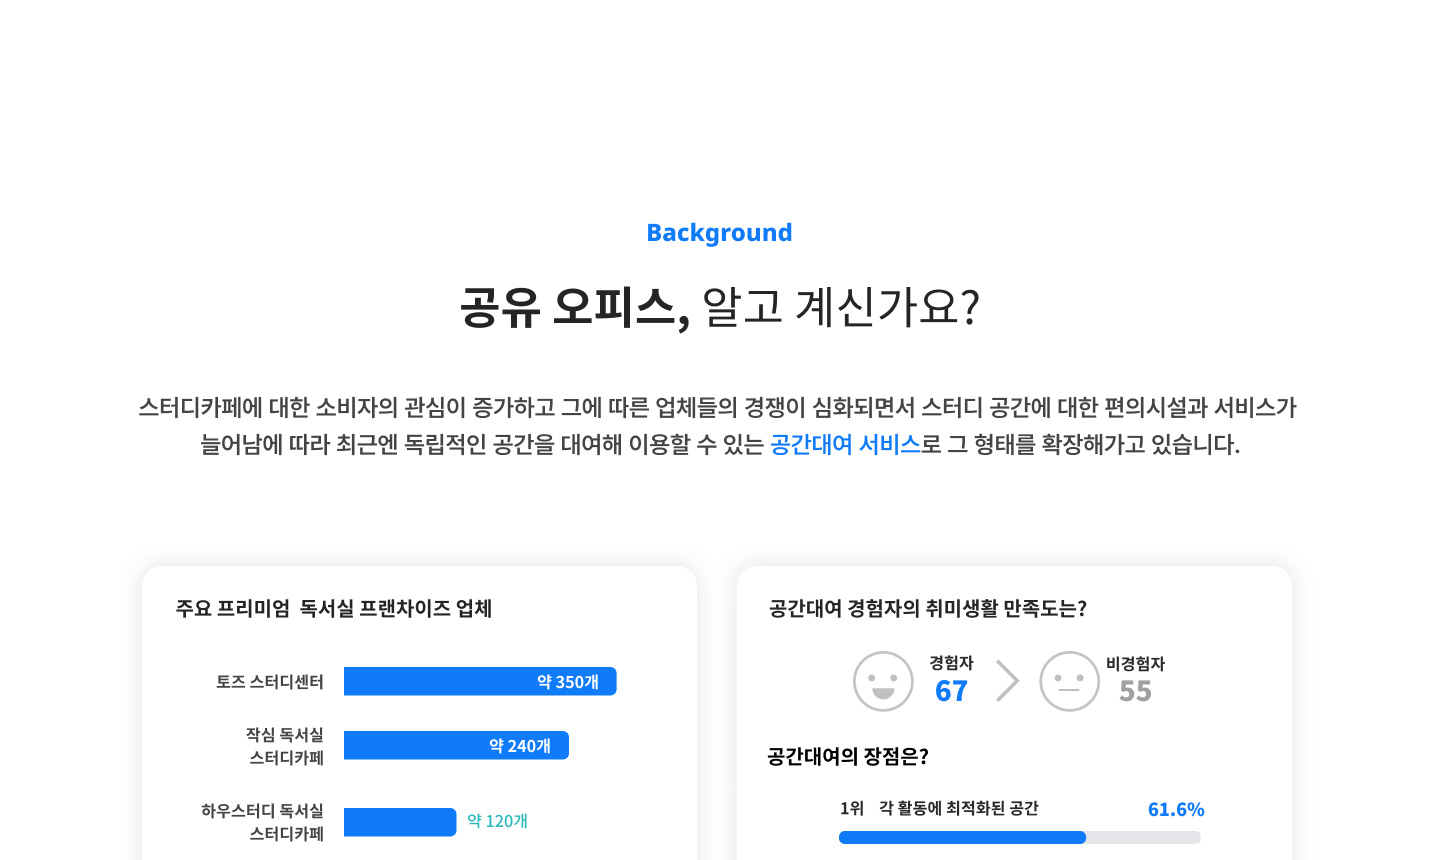 Background
공유 오피스, 알고 계신가요?
스터디카페에 대한 소비자의 관심이 증가하고 그에 따른 업체들의 경쟁이 심화되면서 스터디 공간에 대한 편의시설과 서비스가
늘어남에 따라 최근엔 독립적인 공간을 대여해 이용할 수 있는 공간대여 서비스로 그 형태를 확장해가고 있습니다.
주요 프리미엄 독서실 프랜차이즈 업체
토즈 스터디센터
약 350개
작심 독서실
스터디카페
약 240개
하우스터디 독서실
스터디카페
약 120개
공간대여 경험자의 취미생활 만족도는?
경험자
67
비경험자
55
공간대여의 장점은?
1위 각 활동에 최적화된 공간 61.6%